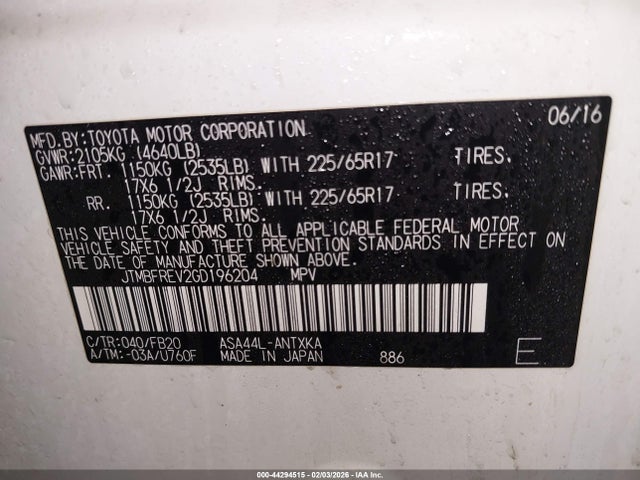 06/16
MFD.BY:TOYOTA MOTOR CORPORATION
GVWR:2105KG (4640LB)
GAWR:FRT. 1150KG (2535LB) WITH 225/65R17 TIRES.
17X6 1/2J RIMS.
RR. 1150KG (2535LB) WITH 225/65R17 TIRES.
17X6 1/2J RIMS.
THIS VEHICLE CONFORMS TO ALL APPLICABLE FEDERAL MOTOR
VEHICLE SAFETY AND THEFT PREVENTION STANDARDS IN EFFECT ON
THE DATE OF MANUFACTURE SHOWN ABOVE.
JTMBFREV2GD196204 MPV
C/TR:040/FB20 ASA44L-ANTXKA
A/TM:-03A/U760F MADE IN JAPAN 886 E
000-44294515 | 02/03/2026 | IAA Inc.